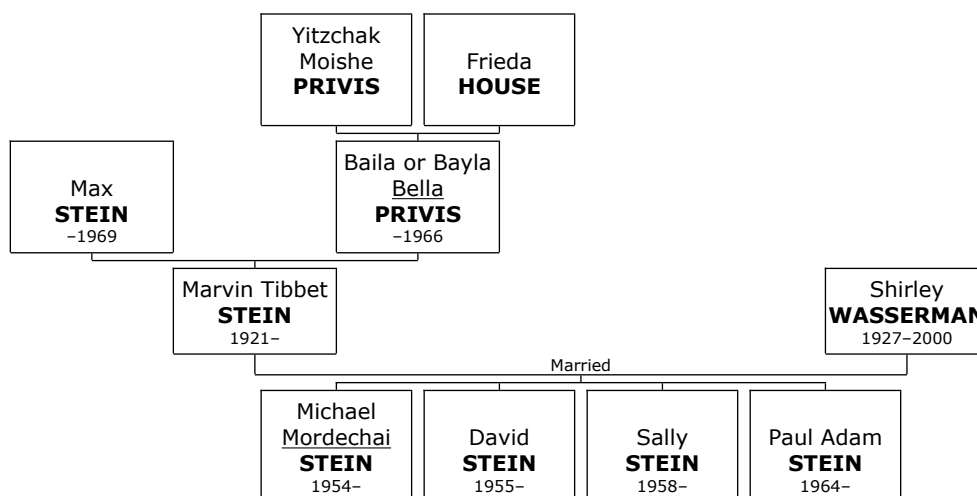 Yitzchak
Moishe
PRIVIS
Frieda
HOUSE
Max
STEIN
–1969
Baila or Bayla
Bella
PRIVIS
–1966
Marvin Tibbet
STEIN
1921–
Shirley
WASSERMAN
1927–2000
Married
Michael
Mordechai
STEIN
1954–
David
STEIN
1955–
Sally
STEIN
1958–
Paul Adam
STEIN
1964–